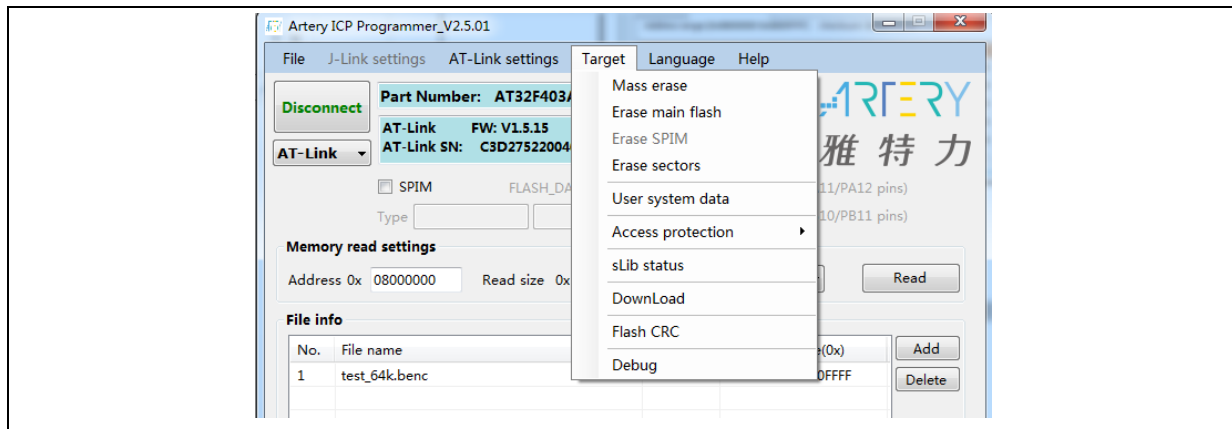 Artery ICP Programmer_V2.5.01
File J-Link settings AT-Link settings Target Language Help
Disconnect
Part Number: AT32F403A
AT-Link FW: V1.5.15
AT-Link SN: C3D27522004
AT-Link
Mass erase
Erase main flash
Erase SPIM
Erase sectors
User system data
Access protection
sLib status
DownLoad
Flash CRC
Debug
ARTERY
雅特力
SPIM FLASH_DA 11/PA12 pins)
Type 10/PB11 pins)
Memory read settings
Address 0x 08000000 Read size 0x Read
File info
No. File name e(0x) Add
1 test_64k.benc 0FFFF Delete